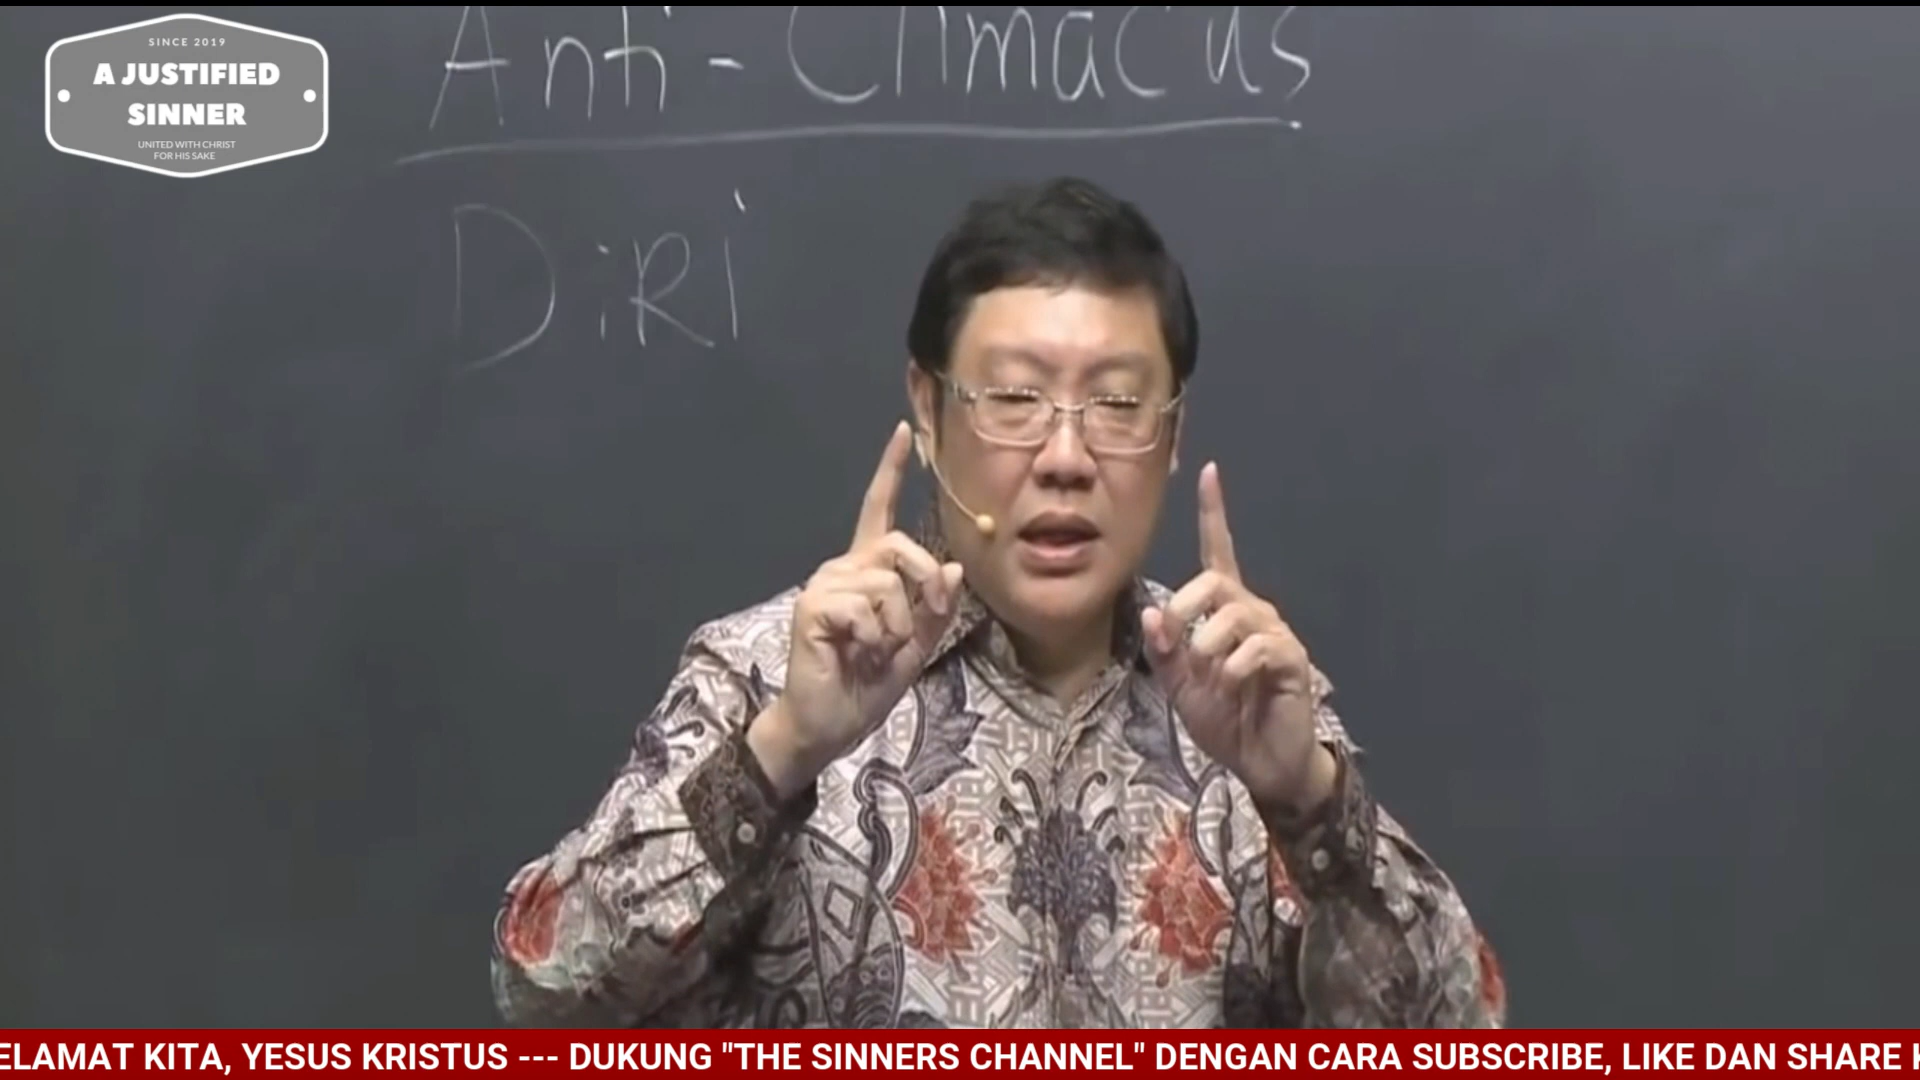 SINCE 2019
A JUSTIFIED
SINNER
UNITED WITH CHRIST
FOR HIS SAKE
Anti-Climacus
DiRi
ELAMAT KITA, YESUS KRISTUS --- DUKUNG "THE SINNERS CHANNEL" DENGAN CARA SUBSCRIBE, LIKE DAN SHARE